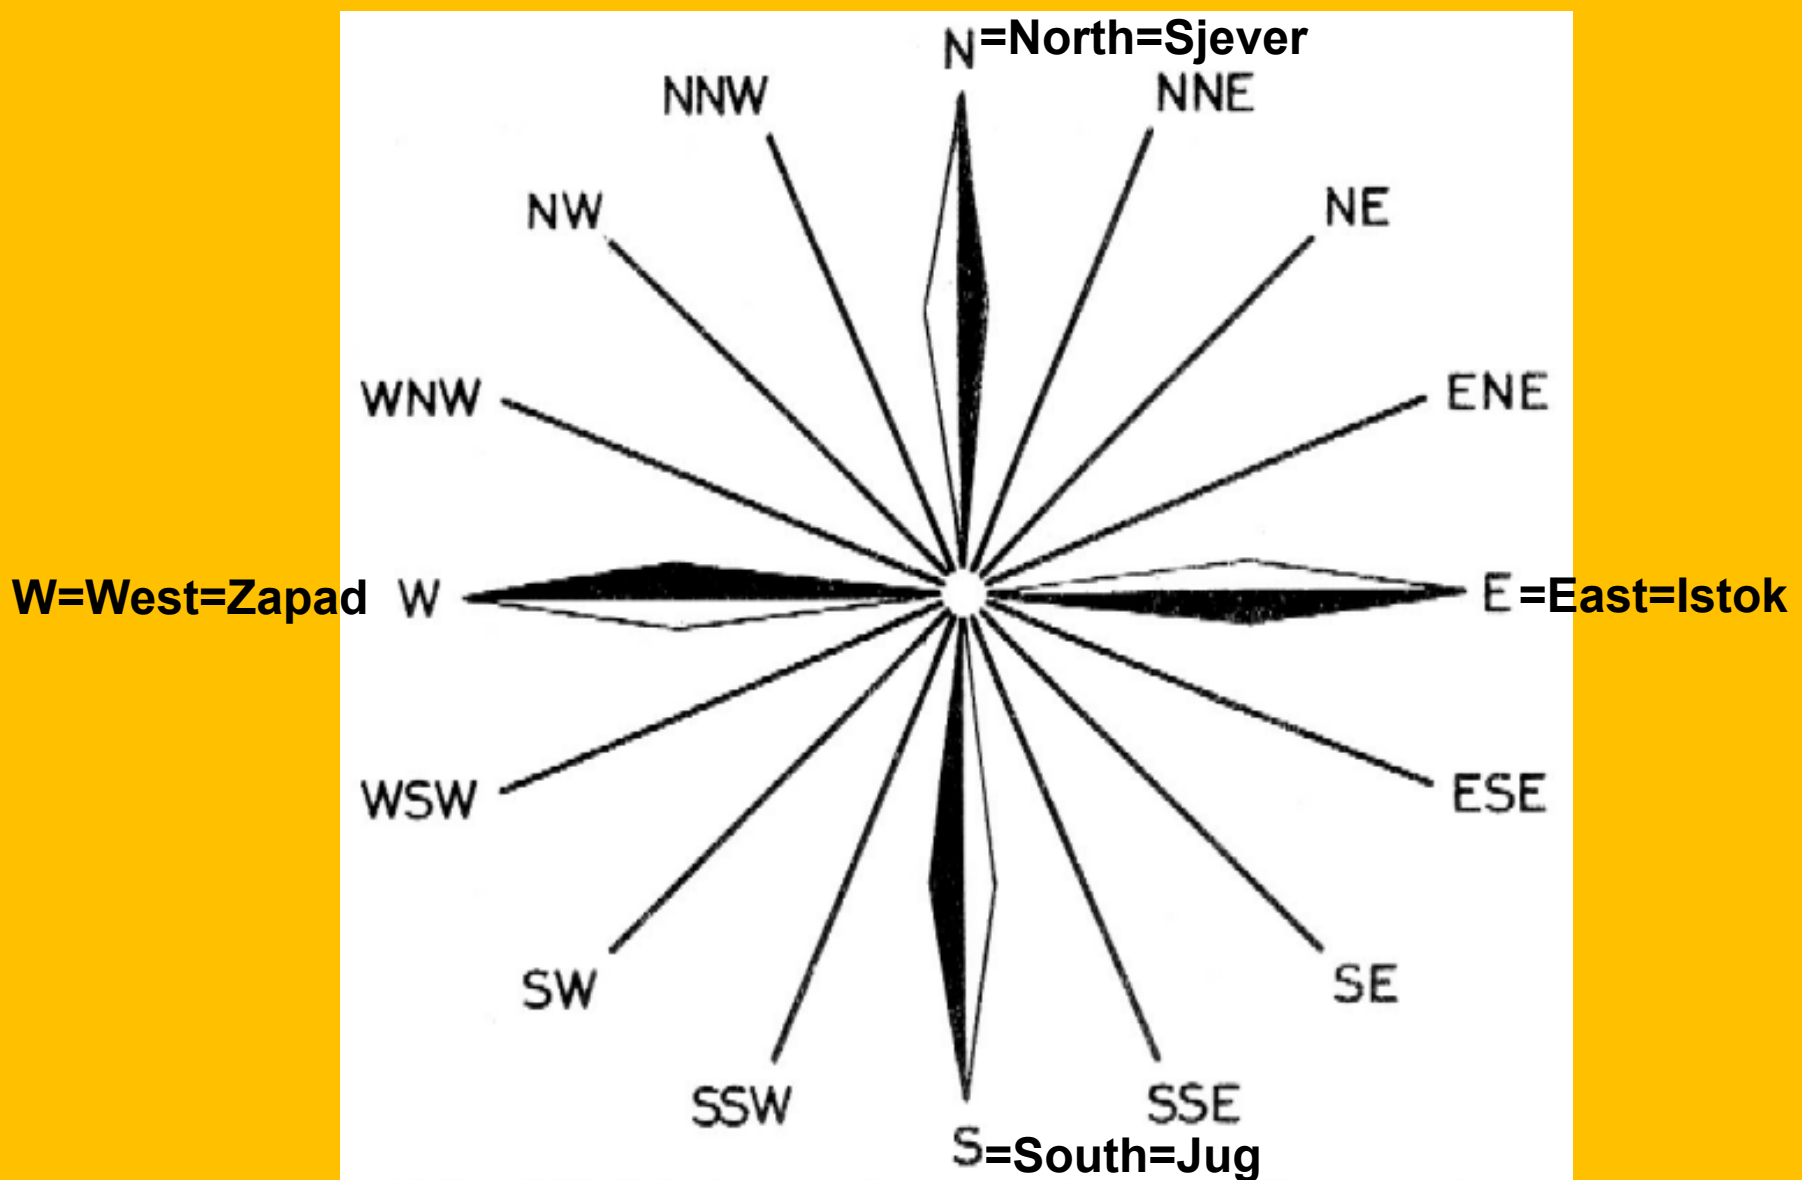 N=North=Sjever
NNW
NNE
NW
NE
WNW
ENE
W=West=Zapad W
E=East=Istok
WSW
ESE
SW
SE
SSW
SSE
S=South=Jug